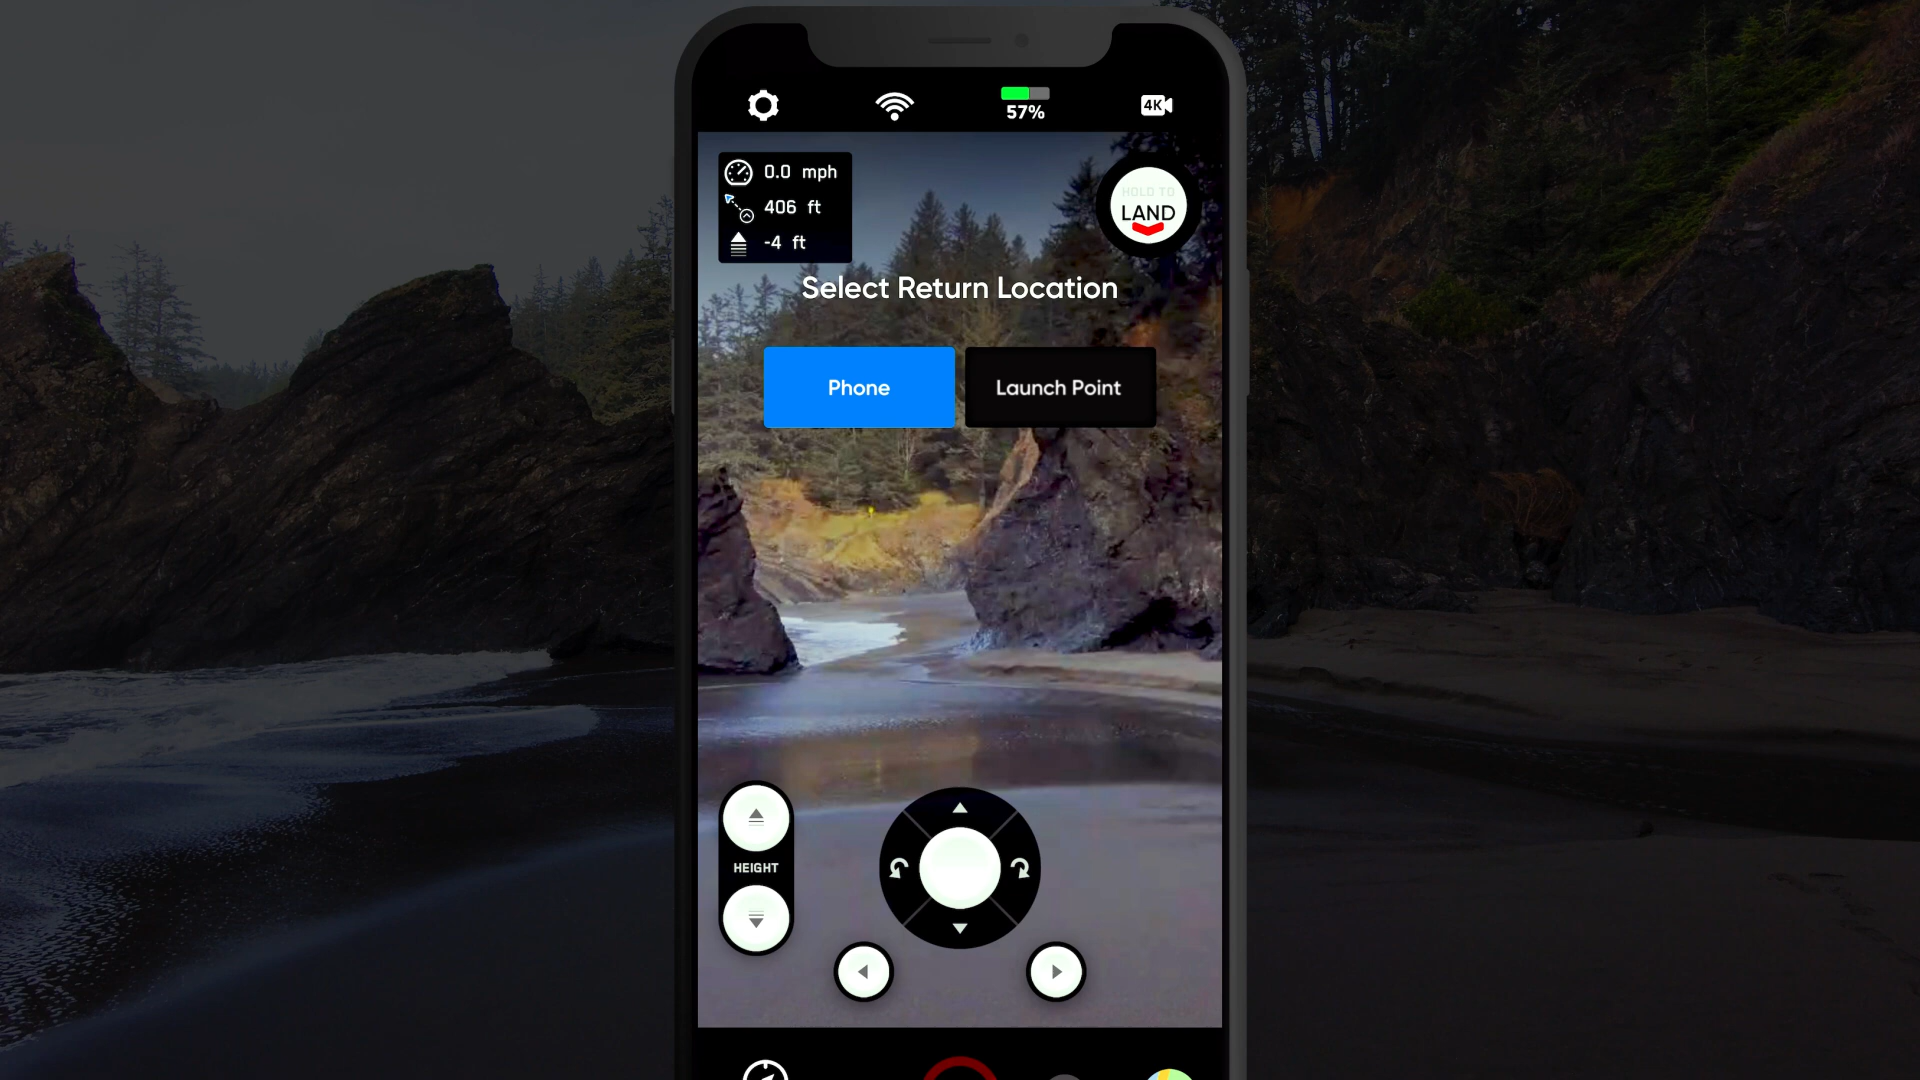 57%
4K
0.0 mph
406 ft
-4 ft
HOLD TO
LAND
Select Return Location
Phone
Launch Point
HEIGHT